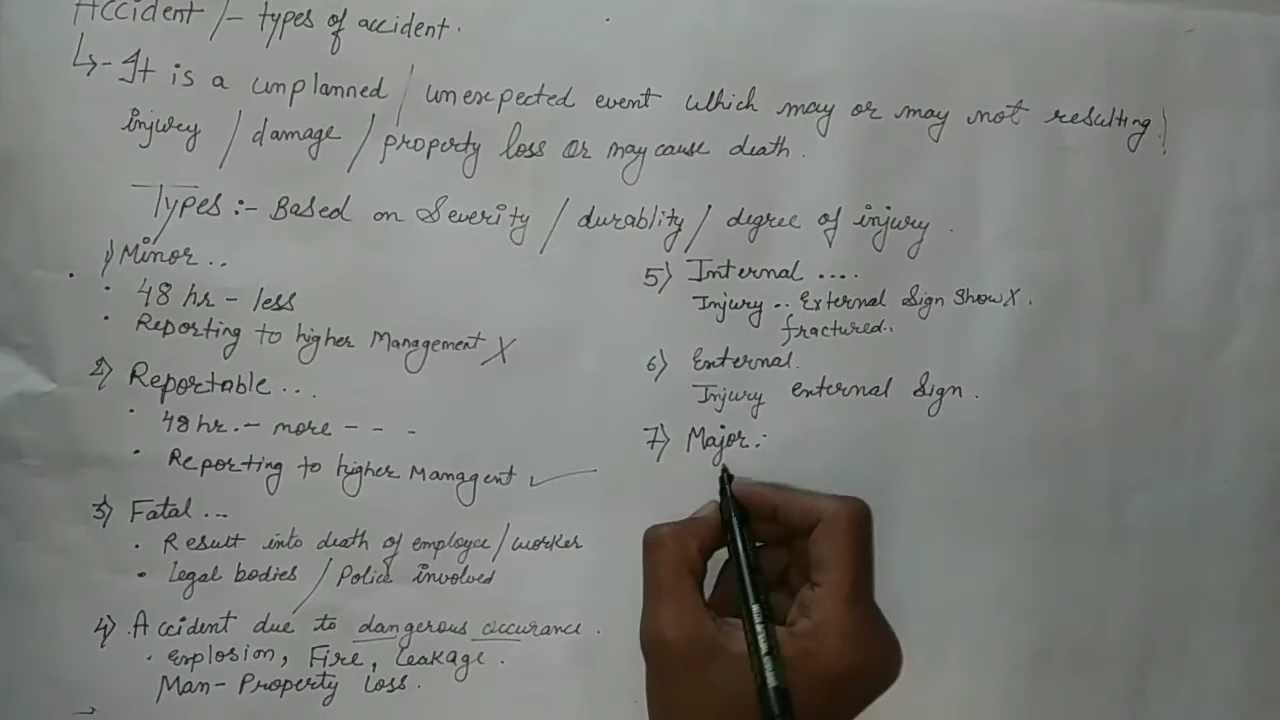 Accident /- types of accident.
↳- It is a unplanned / unexpected event which may or may not resulting/
injury / damage / property loss or may cause death.
Types :- Based on Severity / durablity / degree of injury.
1) Minor ..
• 48 hr - less
• Reporting to higher Management X
2) Reportable ...
• 48 hr. - more - - -
• Reporting to higher Managent ✓
3) Fatal ...
• Result into death of employee/worker
• Legal bodies / Police involved
4) Accident due to dangerous occurance.
• Explosion, Fire, Leakage.
Man - Property Loss.
5) Internal ....
Injury .. External Sign Show X.
fractured..
6) External.
Injury external Sign.
7) Major :-